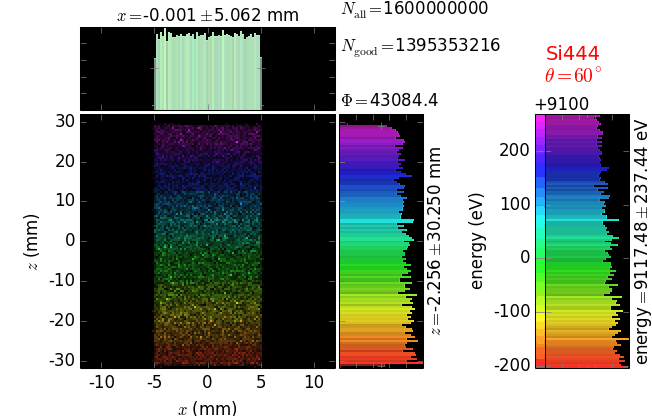 x = -0.001 ± 5.062 mm
N_all = 1600000000
N_good = 1395353216
Φ = 43084.4
Si444
θ = 60°
+9100
30
20
10
0
-10
-20
-30
z (mm)
-10
-5
0
5
10
x (mm)
z = -2.256 ± 30.250 mm
200
100
0
-100
-200
energy (eV)
energy = 9117.48 ± 237.44 eV